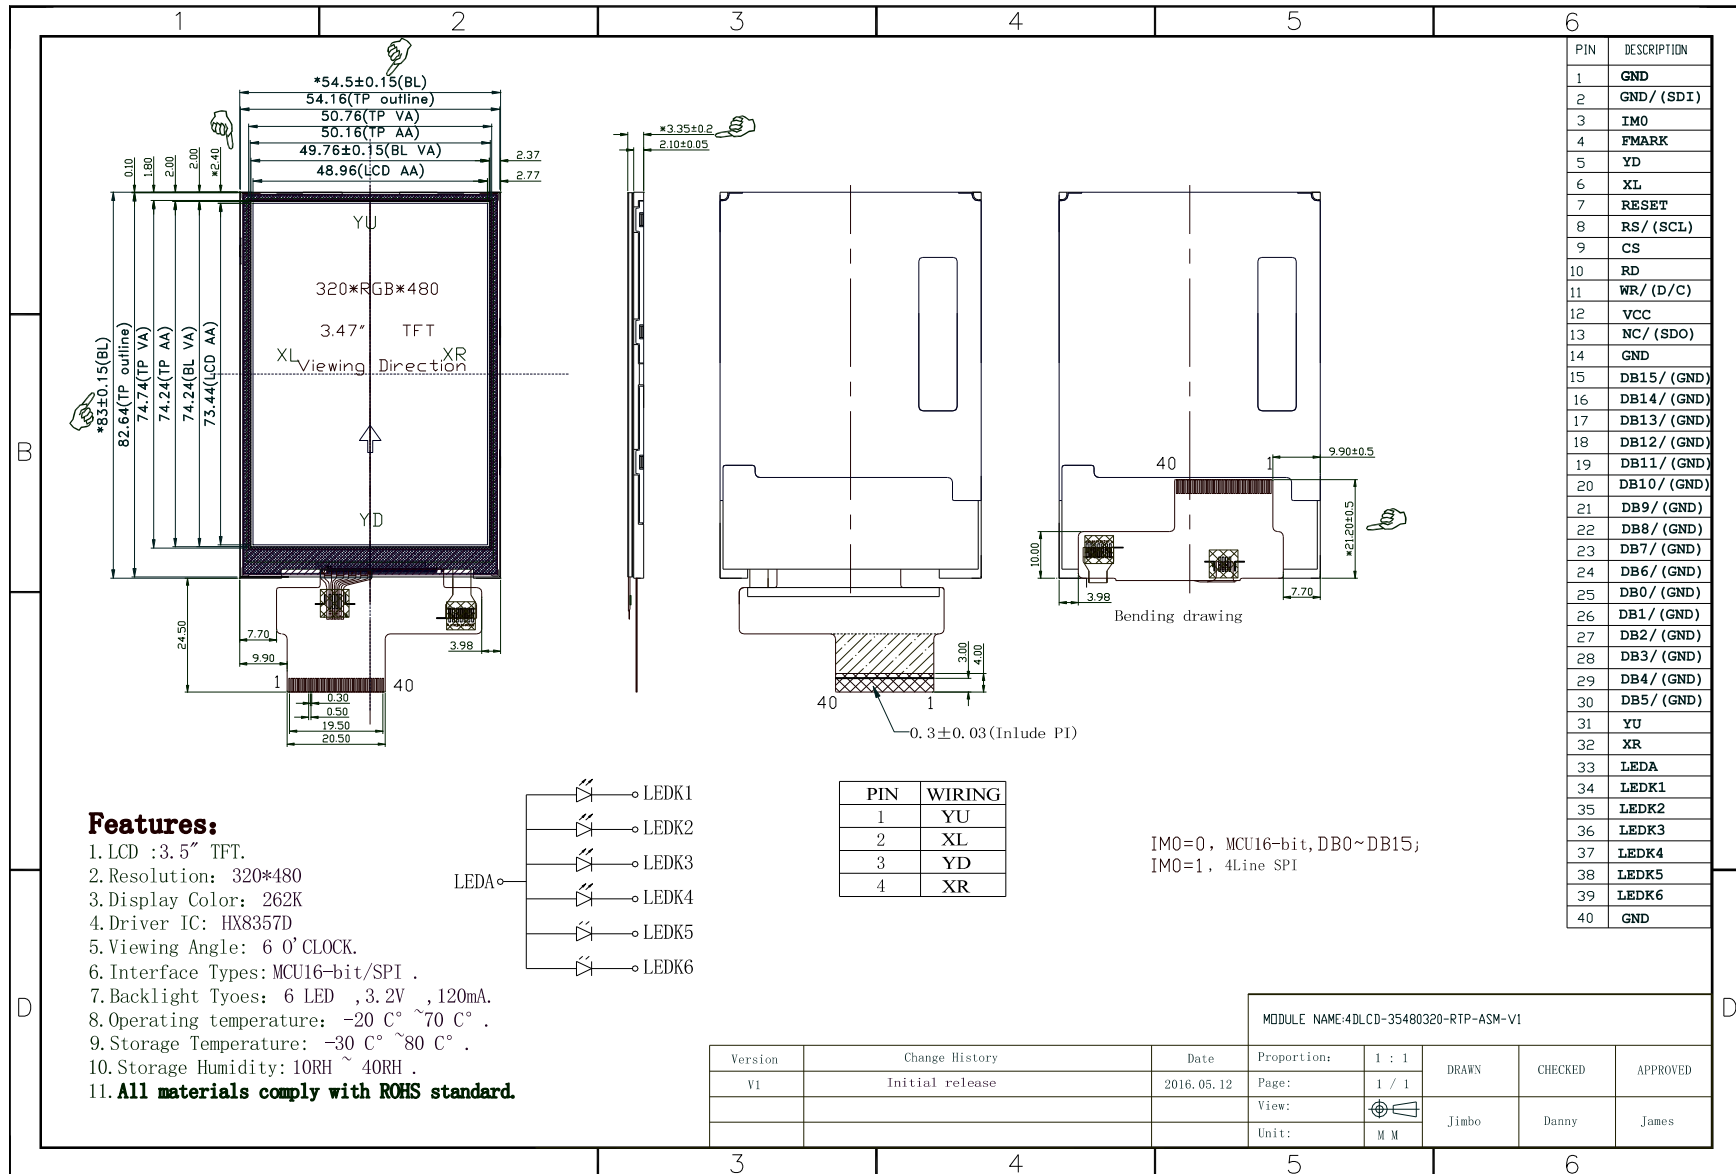 1 2 3 4 5 6
*54.5±0.15(BL)
54.16(TP outline)
50.76(TP VA)
50.16(TP AA)
49.76±0.15(BL VA)
48.96(LCD AA)
2.37
2.77
0.10
1.80
2.00
2.00
*2.40
*83±0.15(BL)
82.64(TP outline)
74.74(TP VA)
74.24(TP AA)
74.24(BL VA)
73.44(LCD AA)
YU
320*RGB*480
3.47" TFT
XL XR
Viewing Direction
YD
24.50
7.70
9.90
3.98
1 40
0.30
0.50
19.50
20.50
*3.35±0.2
2.10±0.05
3.00
4.00
40 1
0.3±0.03(Inlude PI)
40 1
9.90±0.5
*21.20±0.5
10.00
3.98
7.70
Bending drawing
B
D
D
PIN DESCRIPTION
1 GND
2 GND/(SDI)
3 IM0
4 FMARK
5 YD
6 XL
7 RESET
8 RS/(SCL)
9 CS
10 RD
11 WR/(D/C)
12 VCC
13 NC/(SDO)
14 GND
15 DB15/(GND)
16 DB14/(GND)
17 DB13/(GND)
18 DB12/(GND)
19 DB11/(GND)
20 DB10/(GND)
21 DB9/(GND)
22 DB8/(GND)
23 DB7/(GND)
24 DB6/(GND)
25 DB0/(GND)
26 DB1/(GND)
27 DB2/(GND)
28 DB3/(GND)
29 DB4/(GND)
30 DB5/(GND)
31 YU
32 XR
33 LEDA
34 LEDK1
35 LEDK2
36 LEDK3
37 LEDK4
38 LEDK5
39 LEDK6
40 GND
Features:
1.LCD :3.5" TFT.
2.Resolution: 320*480
3.Display Color: 262K
4.Driver IC: HX8357D
5.Viewing Angle: 6 O'CLOCK.
6.Interface Types:MCU16-bit/SPI .
7.Backlight Tyoes: 6 LED ,3.2V ,120mA.
8.Operating temperature: -20 C° ~70 C° .
9.Storage Temperature: -30 C° ~80 C° .
10.Storage Humidity:10RH ~ 40RH .
11.All materials comply with ROHS standard.
LEDA
LEDK1
LEDK2
LEDK3
LEDK4
LEDK5
LEDK6
PIN WIRING
1 YU
2 XL
3 YD
4 XR
IM0=0, MCU16-bit,DB0~DB15;
IM0=1, 4Line SPI
MODULE NAME:4DLCD-35480320-RTP-ASM-V1
Version Change History Date Proportion: 1 : 1 DRAWN CHECKED APPROVED
V1 Initial release 2016.05.12 Page: 1 / 1
View: Jimbo Danny James
Unit: M M
3 4 5 6